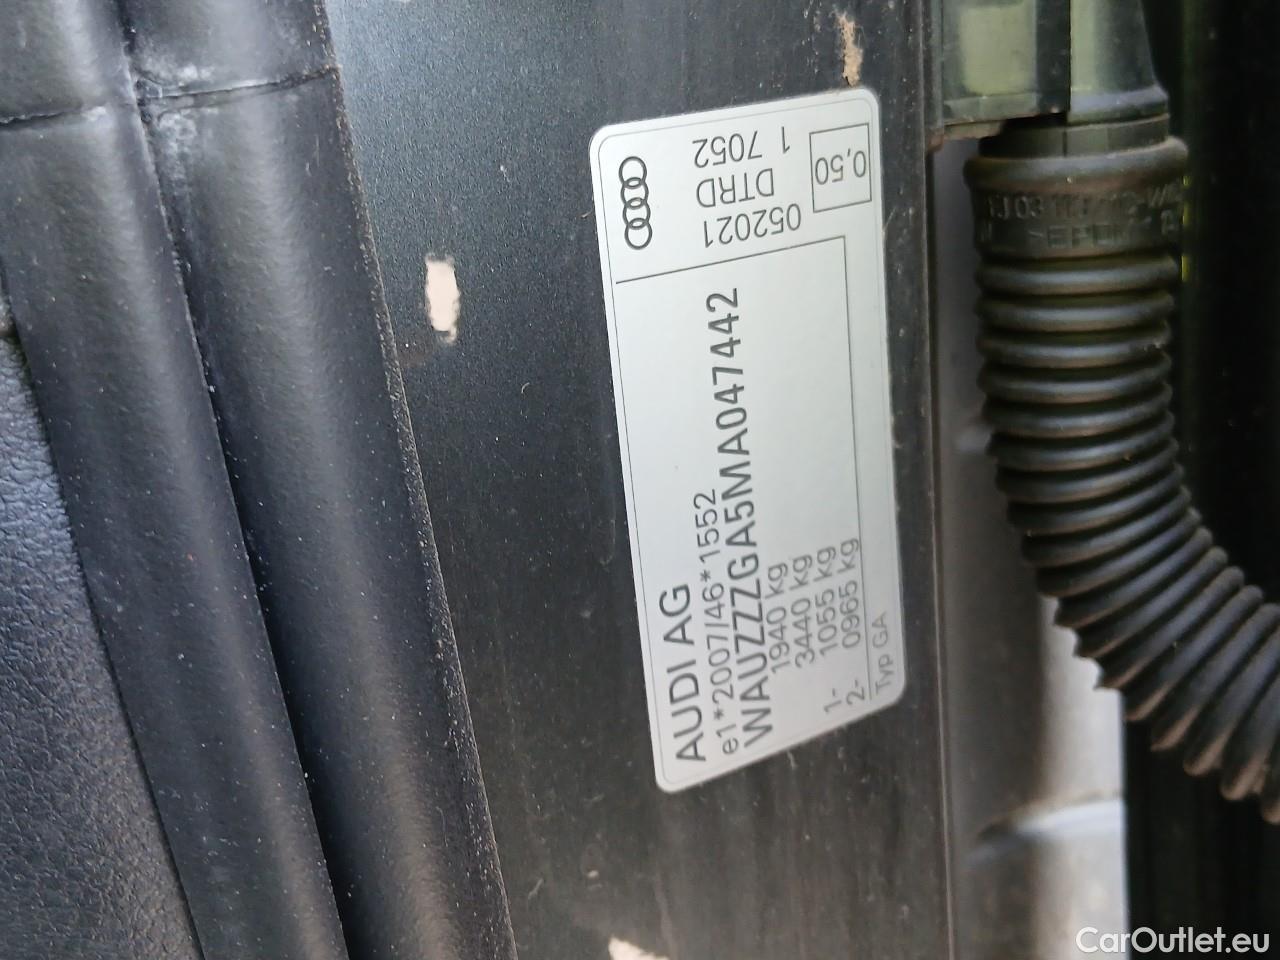 AUDI AG
e1*2007/46*1552
WAUZZZGA5MA047442
1940 kg
3440 kg
1- 1055 kg
2- 0965 kg
Typ GA
052021
DTRD
1 7052
0,50
>EPDM<
CarOutlet.eu